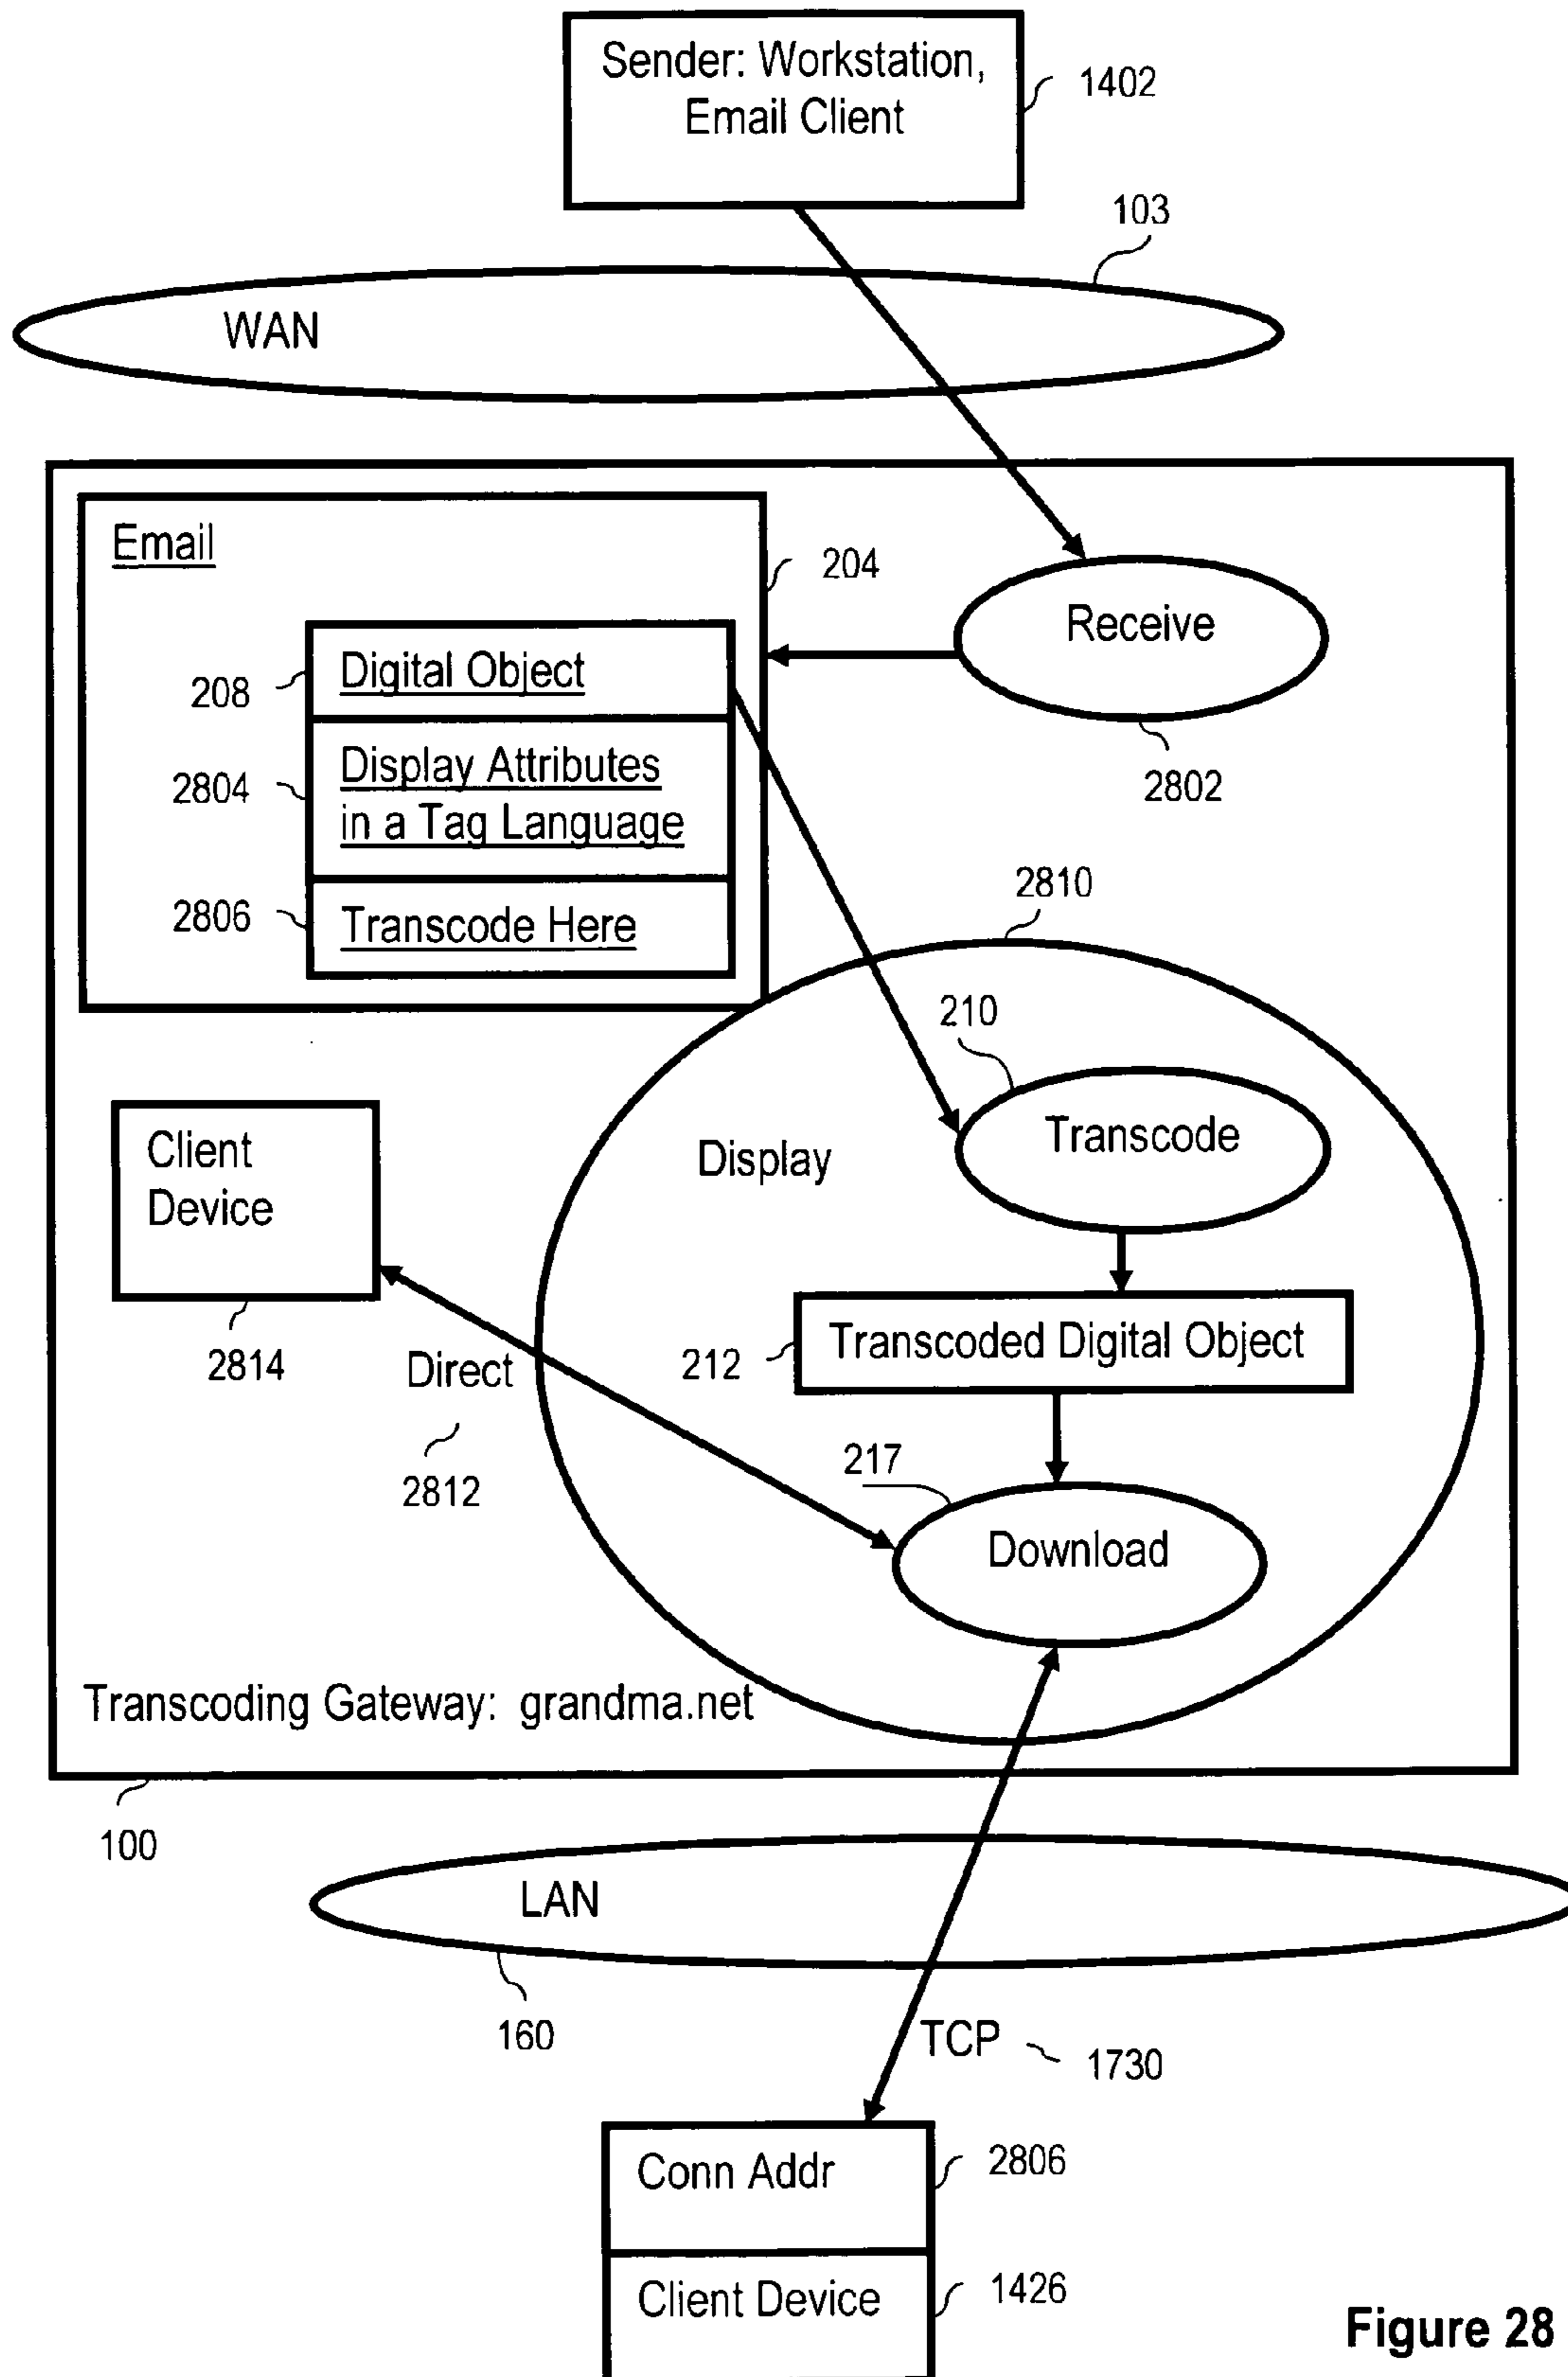 Sender: Workstation,
Email Client
1402
103
WAN
Email
204
Receive
2802
208
Digital Object
2804
Display Attributes
in a Tag Language
2806
Transcode Here
2810
210
Transcode
Display
Client
Device
2814
Direct
2812
212
Transcoded Digital Object
217
Download
Transcoding Gateway: grandma.net
100
LAN
160
TCP
1730
Conn Addr
2806
Client Device
1426
Figure 28